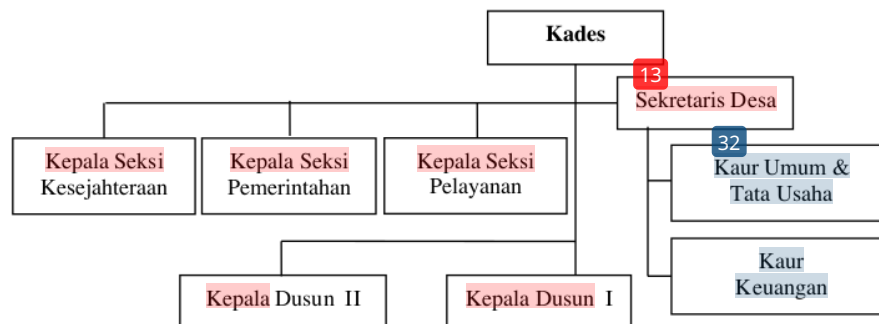 Kades
13
Sekretaris Desa
Kepala Seksi
Kesejahteraan
Kepala Seksi
Pemerintahan
Kepala Seksi
Pelayanan
32
Kaur Umum &
Tata Usaha
Kaur
Keuangan
Kepala Dusun II
Kepala Dusun I